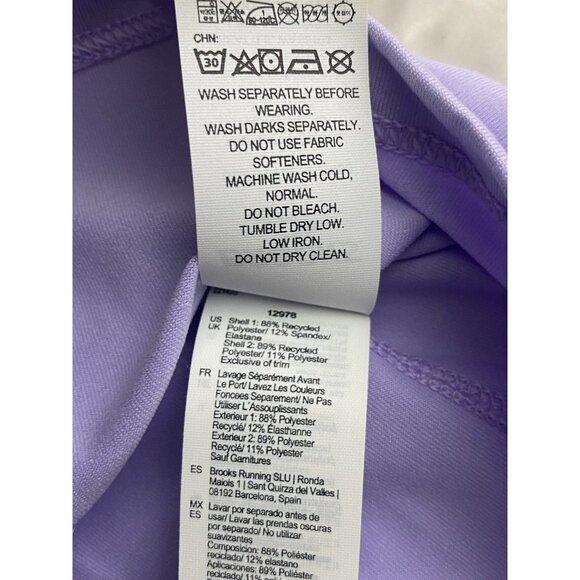 CHN:
30
WASH SEPARATELY BEFORE
WEARING.
WASH DARKS SEPARATELY.
DO NOT USE FABRIC
SOFTENERS.
MACHINE WASH COLD,
NORMAL.
DO NOT BLEACH.
TUMBLE DRY LOW.
LOW IRON.
DO NOT DRY CLEAN.
12978
US Shell 1: 88% Recycled
UK Polyester/ 12% Spandex/
Elastane
Shell 2: 89% Recycled
Polyester/ 11% Polyester
Exclusive of trim
FR Lavage Séparément Avant
Le Port/ Lavez Les Couleurs
Foncees Separement/ Ne Pas
Utiliser L'Assouplissants
Exterieur 1: 88% Polyester
Recyclé/ 12% Élasthanne
Exterieur 2: 89% Polyester
Recyclé/ 11% Polyester
Sauf Garnitures
ES Brooks Running SLU | Ronda
Maiols 1 | Sant Quirza del Valles |
08192 Barcelona, Spain
MX Lavar por separado antes de
ES usar/ Lavar las prendas oscuras
por separado/ No utilizar
suavizantes
Composicion: 88% Poliéster
reciclado/ 12% elastano
Aplicaciones: 89% Poliéster
reciclado/ 11% Poliéster